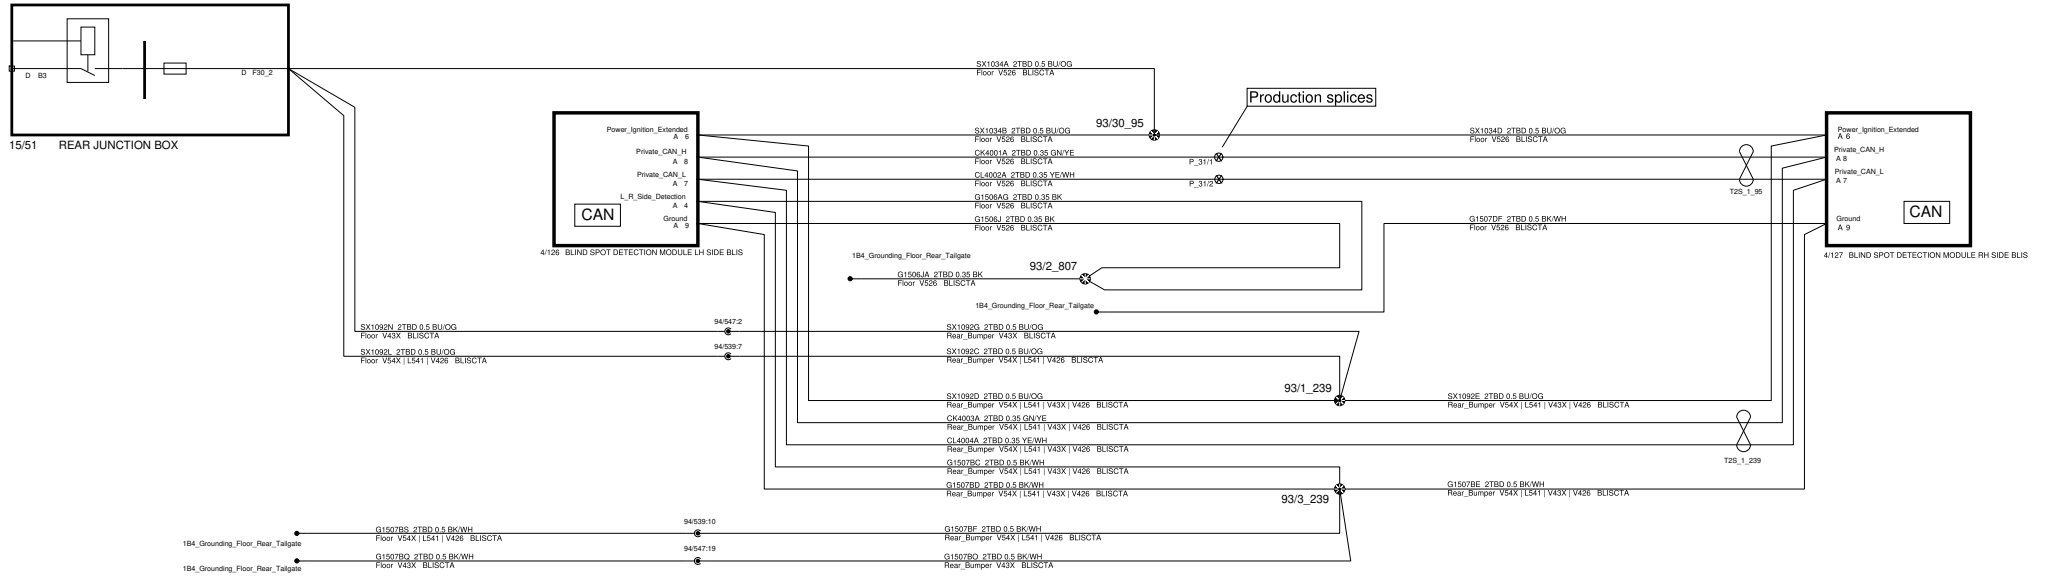 D B3
D F30_2
15/51 REAR JUNCTION BOX
SX1034A 2TBD 0.5 BU/OG
Floor V526 BLISCTA
Production splices
93/30_95
Power_Ignition_Extended
A 6
Private_CAN_H
A 8
Private_CAN_L
A 7
L_R_Side_Detection
A 4
Ground
A 9
CAN
4/126 BLIND SPOT DETECTION MODULE LH SIDE BLIS
SX1034B 2TBD 0.5 BU/OG
Floor V526 BLISCTA
SX1034D 2TBD 0.5 BU/OG
Floor V526 BLISCTA
CK4001A 2TBD 0.35 GN/YE
Floor V526 BLISCTA
P_31/1
CL4002A 2TBD 0.35 YE/WH
Floor V526 BLISCTA
P_31/2
T2S_1_95
G1506AG 2TBD 0.35 BK
Floor V526 BLISCTA
G1506J 2TBD 0.35 BK
Floor V526 BLISCTA
G1507DF 2TBD 0.5 BK/WH
Floor V526 BLISCTA
Power_Ignition_Extended
A 6
Private_CAN_H
A 8
Private_CAN_L
A 7
CAN
Ground
A 9
4/127 BLIND SPOT DETECTION MODULE RH SIDE BLIS
1B4_Grounding_Floor_Rear_Tailgate
93/2_807
G1506JA 2TBD 0.35 BK
Floor V526 BLISCTA
1B4_Grounding_Floor_Rear_Tailgate
SX1092N 2TBD 0.5 BU/OG
Floor V43X BLISCTA
94/547:2
SX1092G 2TBD 0.5 BU/OG
Rear_Bumper V43X BLISCTA
SX1092L 2TBD 0.5 BU/OG
Floor V54X | L541 | V426 BLISCTA
94/539:7
SX1092C 2TBD 0.5 BU/OG
Rear_Bumper V54X | L541 | V426 BLISCTA
93/1_239
SX1092D 2TBD 0.5 BU/OG
Rear_Bumper V54X | L541 | V43X | V426 BLISCTA
SX1092E 2TBD 0.5 BU/OG
Rear_Bumper V54X | L541 | V43X | V426 BLISCTA
CK4003A 2TBD 0.35 GN/YE
Rear_Bumper V54X | L541 | V43X | V426 BLISCTA
CL4004A 2TBD 0.35 YE/WH
Rear_Bumper V54X | L541 | V43X | V426 BLISCTA
T2S_1_239
G1507BC 2TBD 0.5 BK/WH
Rear_Bumper V54X | L541 | V43X | V426 BLISCTA
G1507BD 2TBD 0.5 BK/WH
Rear_Bumper V54X | L541 | V43X | V426 BLISCTA
93/3_239
G1507BE 2TBD 0.5 BK/WH
Rear_Bumper V54X | L541 | V43X | V426 BLISCTA
1B4_Grounding_Floor_Rear_Tailgate
G1507BS 2TBD 0.5 BK/WH
Floor V54X | L541 | V426 BLISCTA
94/539:10
G1507BF 2TBD 0.5 BK/WH
Rear_Bumper V54X | L541 | V426 BLISCTA
1B4_Grounding_Floor_Rear_Tailgate
G1507BQ 2TBD 0.5 BK/WH
Floor V43X BLISCTA
94/547:19
G1507BO 2TBD 0.5 BK/WH
Rear_Bumper V43X BLISCTA